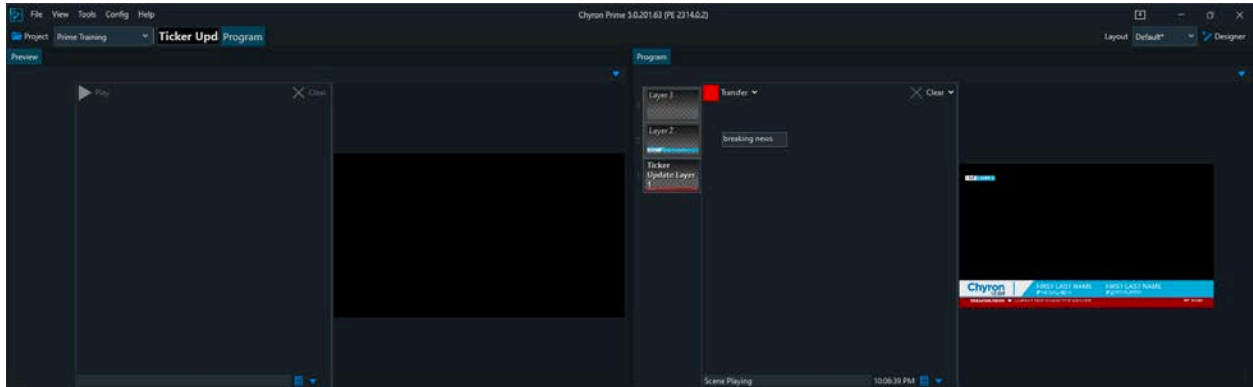 File View Tools Config Help
Chyron Prime 5.0.201.63 (PE 2314.0.2)
Project Prime Training Ticker Upd Program
Layout Default* Designer
Preview
Program
Play
Clear
Layer 3
Transfer
Clear
Layer 2
breaking news
Ticker
Update Layer
1
Chyron
FIRST LAST NAME FIRST LAST NAME
BREAKING NEWS
Scene Playing
10:06:39 PM